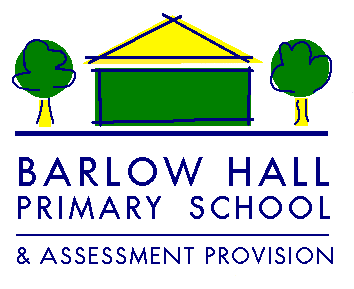 BARLOW HALL
PRIMARY SCHOOL
& ASSESSMENT PROVISION